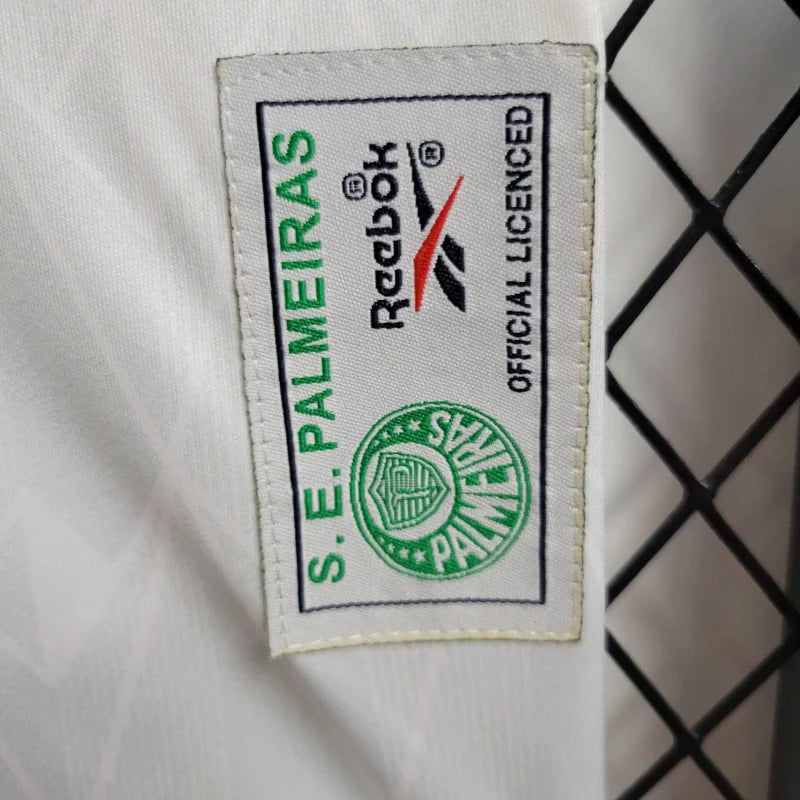 S. E. PALMEIRAS
Reebok ®
®
PALMEIRAS
OFFICIAL LICENCED